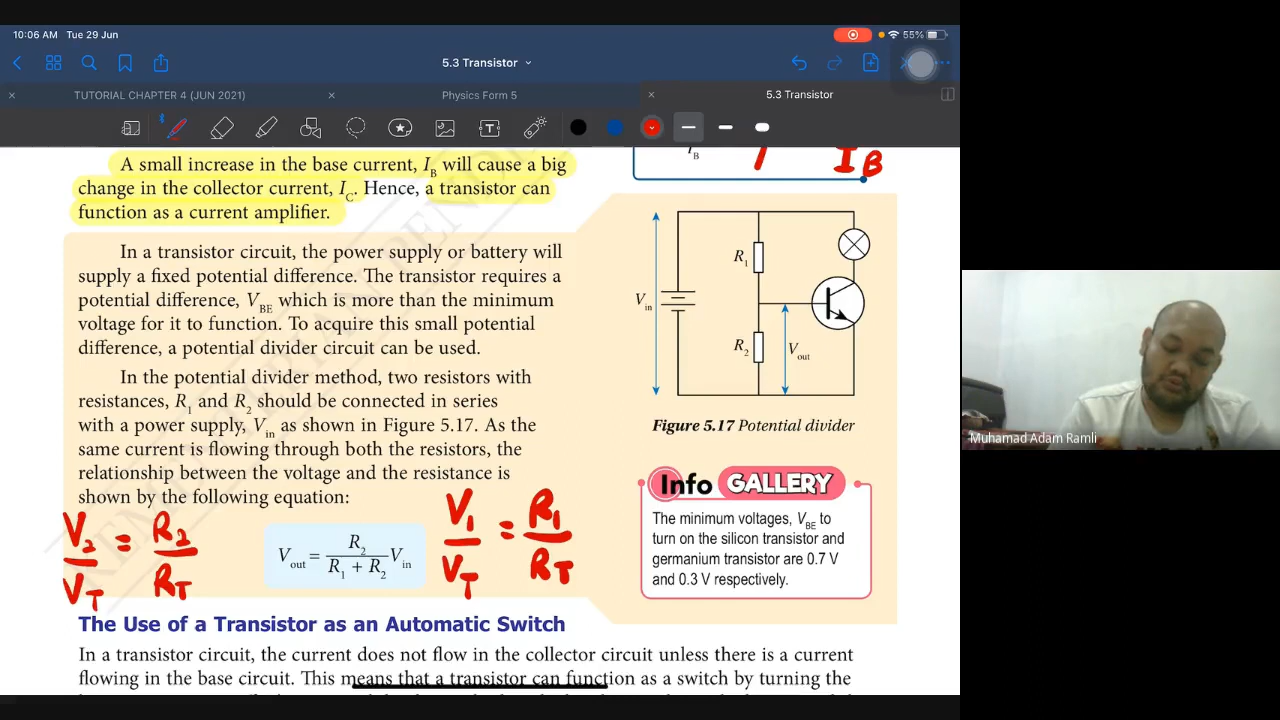 10:06 AM Tue 29 Jun
55%
5.3 Transistor
TUTORIAL CHAPTER 4 (JUN 2021)
Physics Form 5
5.3 Transistor
A small increase in the base current, I_B will cause a big
change in the collector current, I_C. Hence, a transistor can
function as a current amplifier.
I_B
I_B
In a transistor circuit, the power supply or battery will
supply a fixed potential difference. The transistor requires a
potential difference, V_BE which is more than the minimum
voltage for it to function. To acquire this small potential
difference, a potential divider circuit can be used.
In the potential divider method, two resistors with
resistances, R_1 and R_2 should be connected in series
with a power supply, V_in as shown in Figure 5.17. As the
same current is flowing through both the resistors, the
relationship between the voltage and the resistance is
shown by the following equation:
V_2/V_T = R_2/R_T
V_out = R_2/(R_1 + R_2) V_in
V_1/V_T = R_1/R_T
R_1
V_in
R_2
V_out
Figure 5.17 Potential divider
Info GALLERY
The minimum voltages, V_BE to
turn on the silicon transistor and
germanium transistor are 0.7 V
and 0.3 V respectively.
The Use of a Transistor as an Automatic Switch
In a transistor circuit, the current does not flow in the collector circuit unless there is a current
flowing in the base circuit. This means that a transistor can function as a switch by turning the
Muhamad Adam Ramli